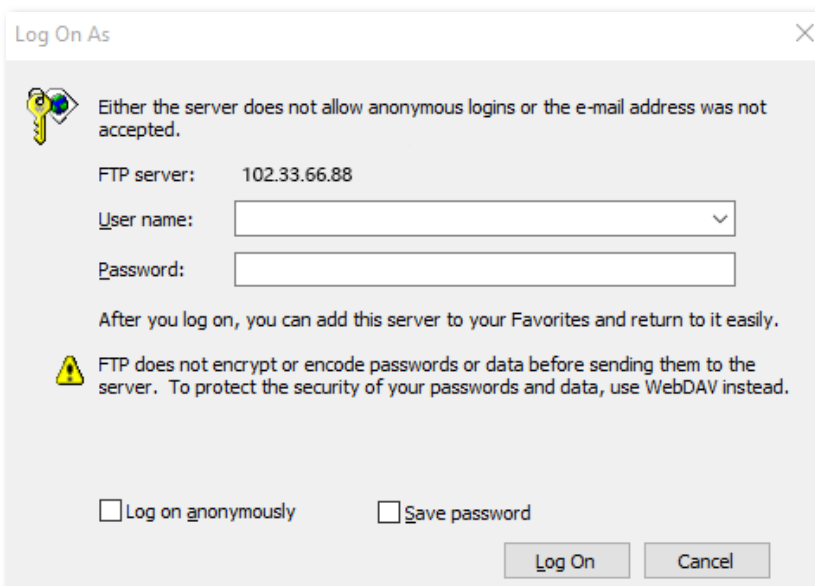 Log On As
Either the server does not allow anonymous logins or the e-mail address was not
accepted.
FTP server: 102.33.66.88
User name:
Password:
After you log on, you can add this server to your Favorites and return to it easily.
FTP does not encrypt or encode passwords or data before sending them to the
server. To protect the security of your passwords and data, use WebDAV instead.
Log on anonymously Save password
Log On Cancel